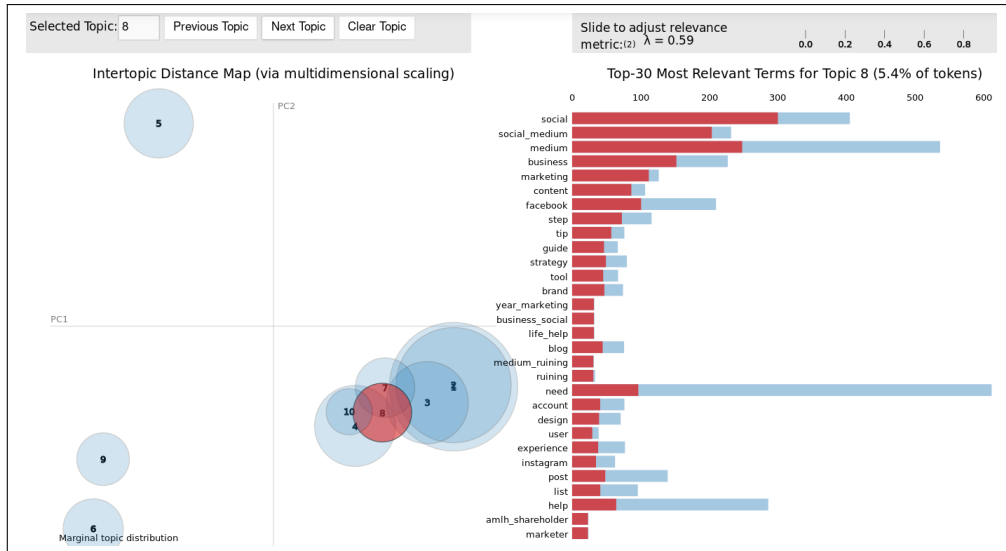 Selected Topic: 8 Previous Topic Next Topic Clear Topic
Slide to adjust relevance
metric:(2) λ = 0.59
0.0 0.2 0.4 0.6 0.8
Intertopic Distance Map (via multidimensional scaling)
PC2
PC1
5
7
2
3
10
8
4
9
6
Marginal topic distribution
Top-30 Most Relevant Terms for Topic 8 (5.4% of tokens)
0 100 200 300 400 500 600
social
social_medium
medium
business
marketing
content
facebook
step
tip
guide
strategy
tool
brand
year_marketing
business_social
life_help
blog
medium_ruining
ruining
need
account
design
user
experience
instagram
post
list
help
amlh_shareholder
marketer